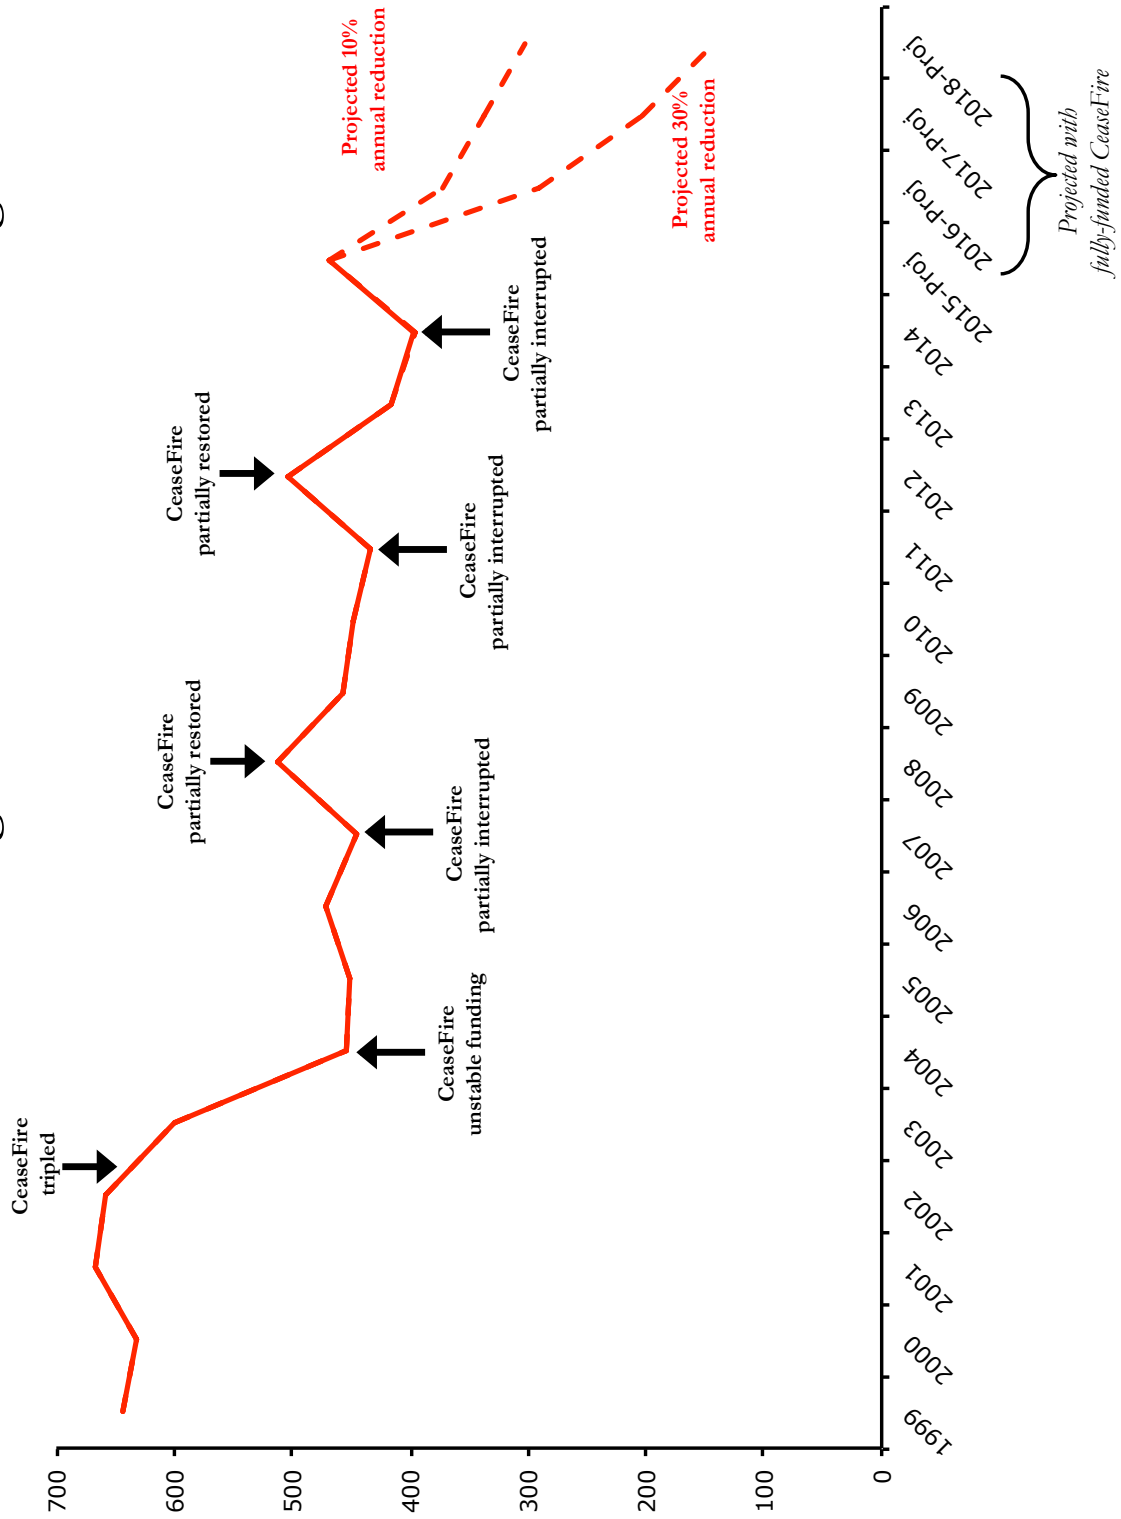 CeaseFire
tripled
CeaseFire
partially restored
CeaseFire
partially restored
Projected 10%
annual reduction
CeaseFire
unstable funding
CeaseFire
partially interrupted
CeaseFire
partially interrupted
CeaseFire
partially interrupted
Projected 30%
annual reduction
700
600
500
400
300
200
100
0
1999
2000
2001
2002
2003
2004
2005
2006
2007
2008
2009
2010
2011
2012
2013
2014
2015-Proj
2016-Proj
2017-Proj
2018-Proj
Projected with
fully-funded CeaseFire